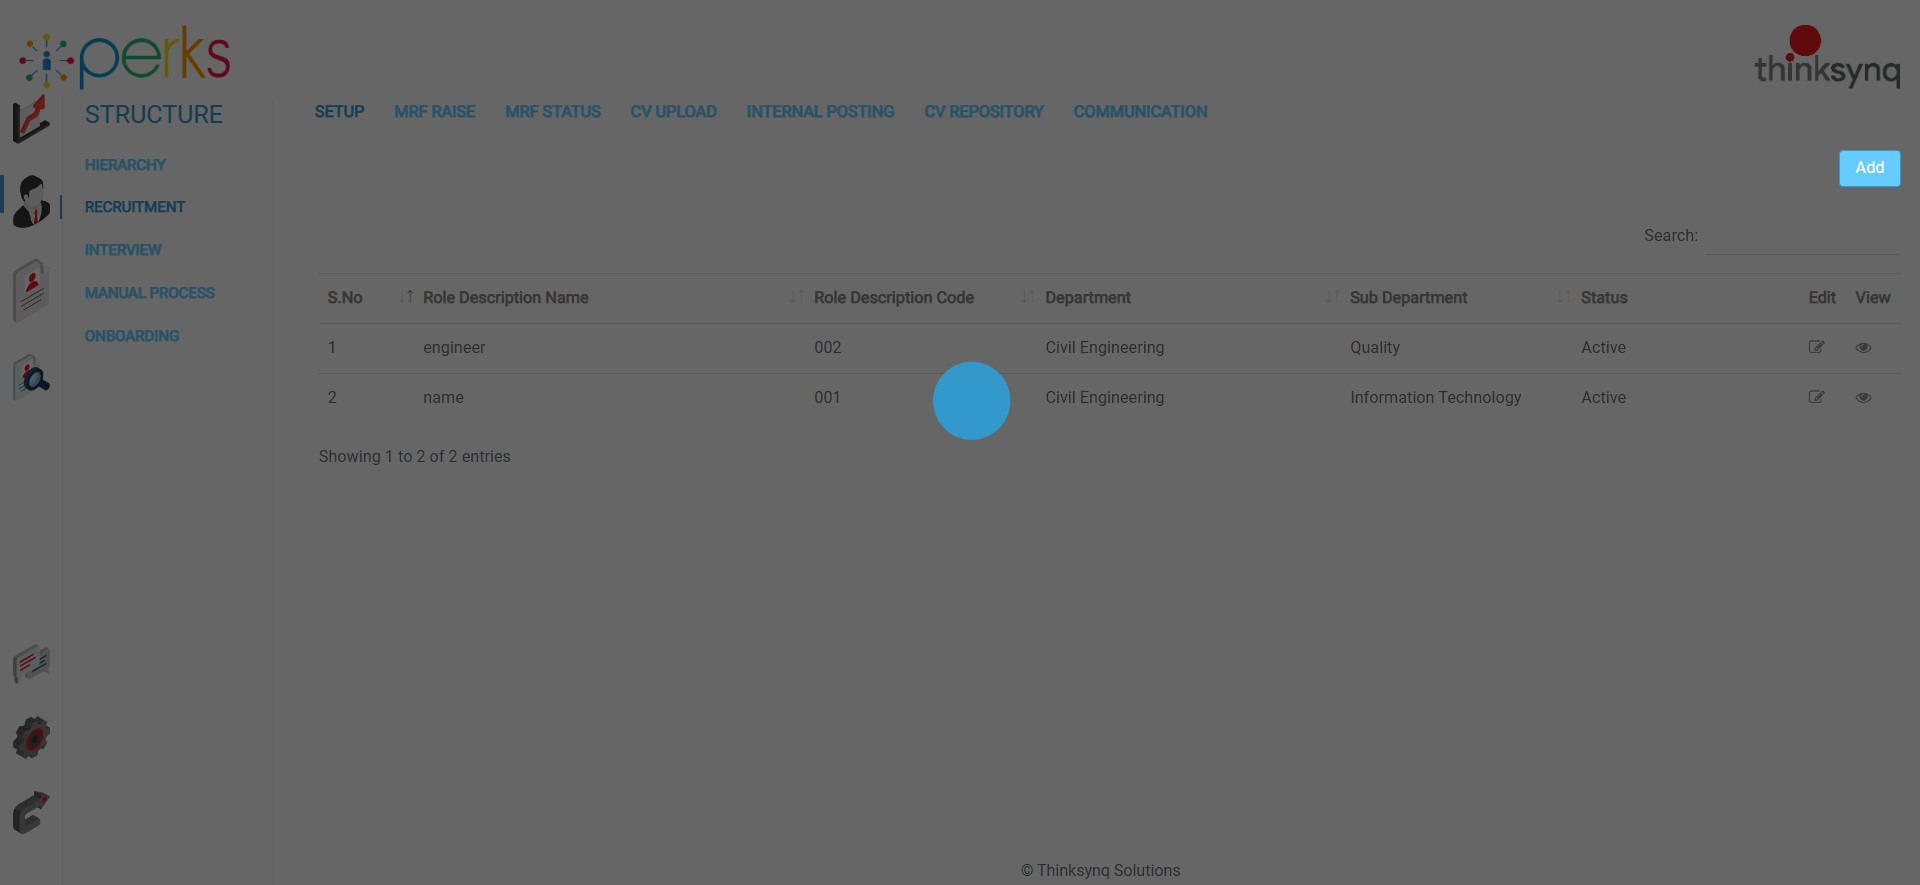 perks
thinksynq
STRUCTURE
SETUP MRF RAISE MRF STATUS CV UPLOAD INTERNAL POSTING CV REPOSITORY COMMUNICATION
HIERARCHY
RECRUITMENT
INTERVIEW
MANUAL PROCESS
ONBOARDING
Add
Search:
S.No Role Description Name Role Description Code Department Sub Department Status Edit View
1 engineer 002 Civil Engineering Quality Active
2 name 001 Civil Engineering Information Technology Active
Showing 1 to 2 of 2 entries
© Thinksynq Solutions